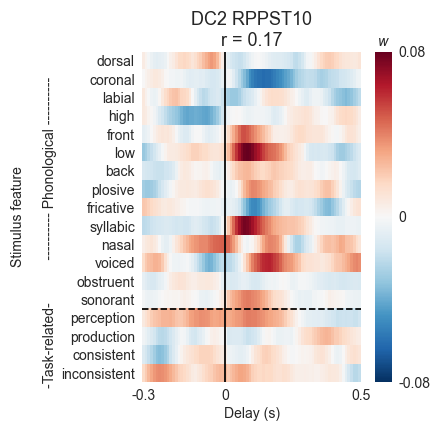 DC2 RPPST10
r = 0.17
w
dorsal
coronal
labial
high
front
low
back
plosive
fricative
syllabic
nasal
voiced
obstruent
sonorant
perception
production
consistent
inconsistent
Stimulus feature
-Task-related- ---------- Phonological ----------
0.08
0
-0.08
-0.3 0 0.5
Delay (s)